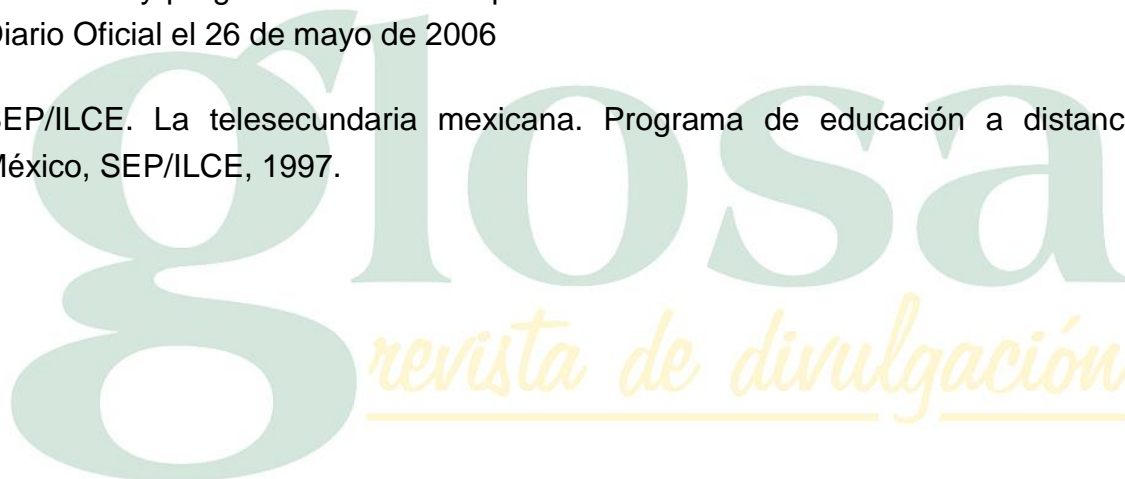 y
Diario Oficial el 26 de mayo de 2006
SEP/ILCE. La telesecundaria mexicana. Programa de educación a distanc
México, SEP/ILCE, 1997.
glosa
revista de divulgación